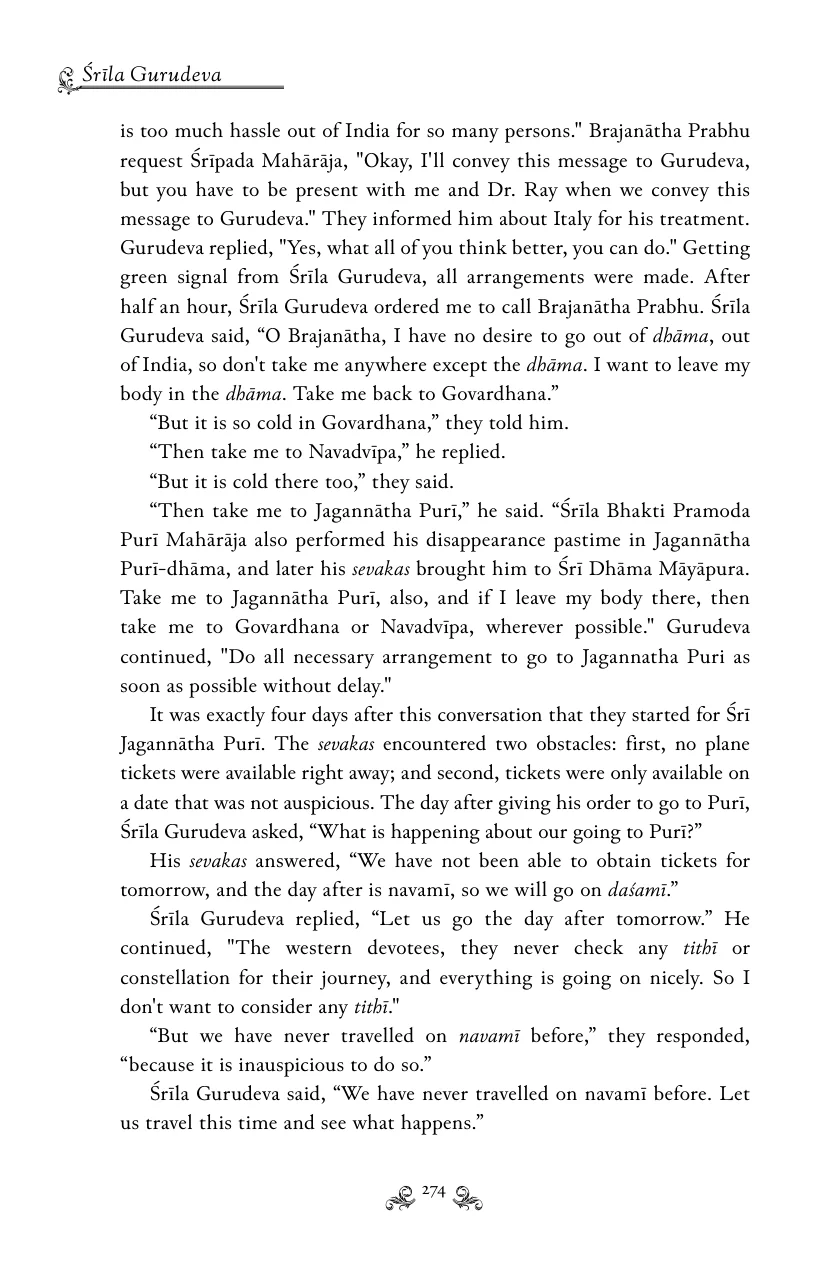 Śrīla Gurudeva
is too much hassle out of India for so many persons." Brajanātha Prabhu
request Śrīpada Mahārāja, "Okay, I'll convey this message to Gurudeva,
but you have to be present with me and Dr. Ray when we convey this
message to Gurudeva." They informed him about Italy for his treatment.
Gurudeva replied, "Yes, what all of you think better, you can do." Getting
green signal from Śrīla Gurudeva, all arrangements were made. After
half an hour, Śrīla Gurudeva ordered me to call Brajanātha Prabhu. Śrīla
Gurudeva said, “O Brajanātha, I have no desire to go out of dhāma, out
of India, so don't take me anywhere except the dhāma. I want to leave my
body in the dhāma. Take me back to Govardhana.”
“But it is so cold in Govardhana,” they told him.
“Then take me to Navadvīpa,” he replied.
“But it is cold there too,” they said.
“Then take me to Jagannātha Purī,” he said. “Śrīla Bhakti Pramoda
Purī Mahārāja also performed his disappearance pastime in Jagannātha
Purī-dhāma, and later his sevakas brought him to Śrī Dhāma Māyāpura.
Take me to Jagannātha Purī, also, and if I leave my body there, then
take me to Govardhana or Navadvīpa, wherever possible." Gurudeva
continued, "Do all necessary arrangement to go to Jagannatha Puri as
soon as possible without delay."
It was exactly four days after this conversation that they started for Śrī
Jagannātha Purī. The sevakas encountered two obstacles: first, no plane
tickets were available right away; and second, tickets were only available on
a date that was not auspicious. The day after giving his order to go to Purī,
Śrīla Gurudeva asked, “What is happening about our going to Purī?”
His sevakas answered, “We have not been able to obtain tickets for
tomorrow, and the day after is navamī, so we will go on daśamī.”
Śrīla Gurudeva replied, “Let us go the day after tomorrow.” He
continued, "The western devotees, they never check any tithī or
constellation for their journey, and everything is going on nicely. So I
don't want to consider any tithī."
“But we have never travelled on navamī before,” they responded,
“because it is inauspicious to do so.”
Śrīla Gurudeva said, “We have never travelled on navamī before. Let
us travel this time and see what happens.”
274